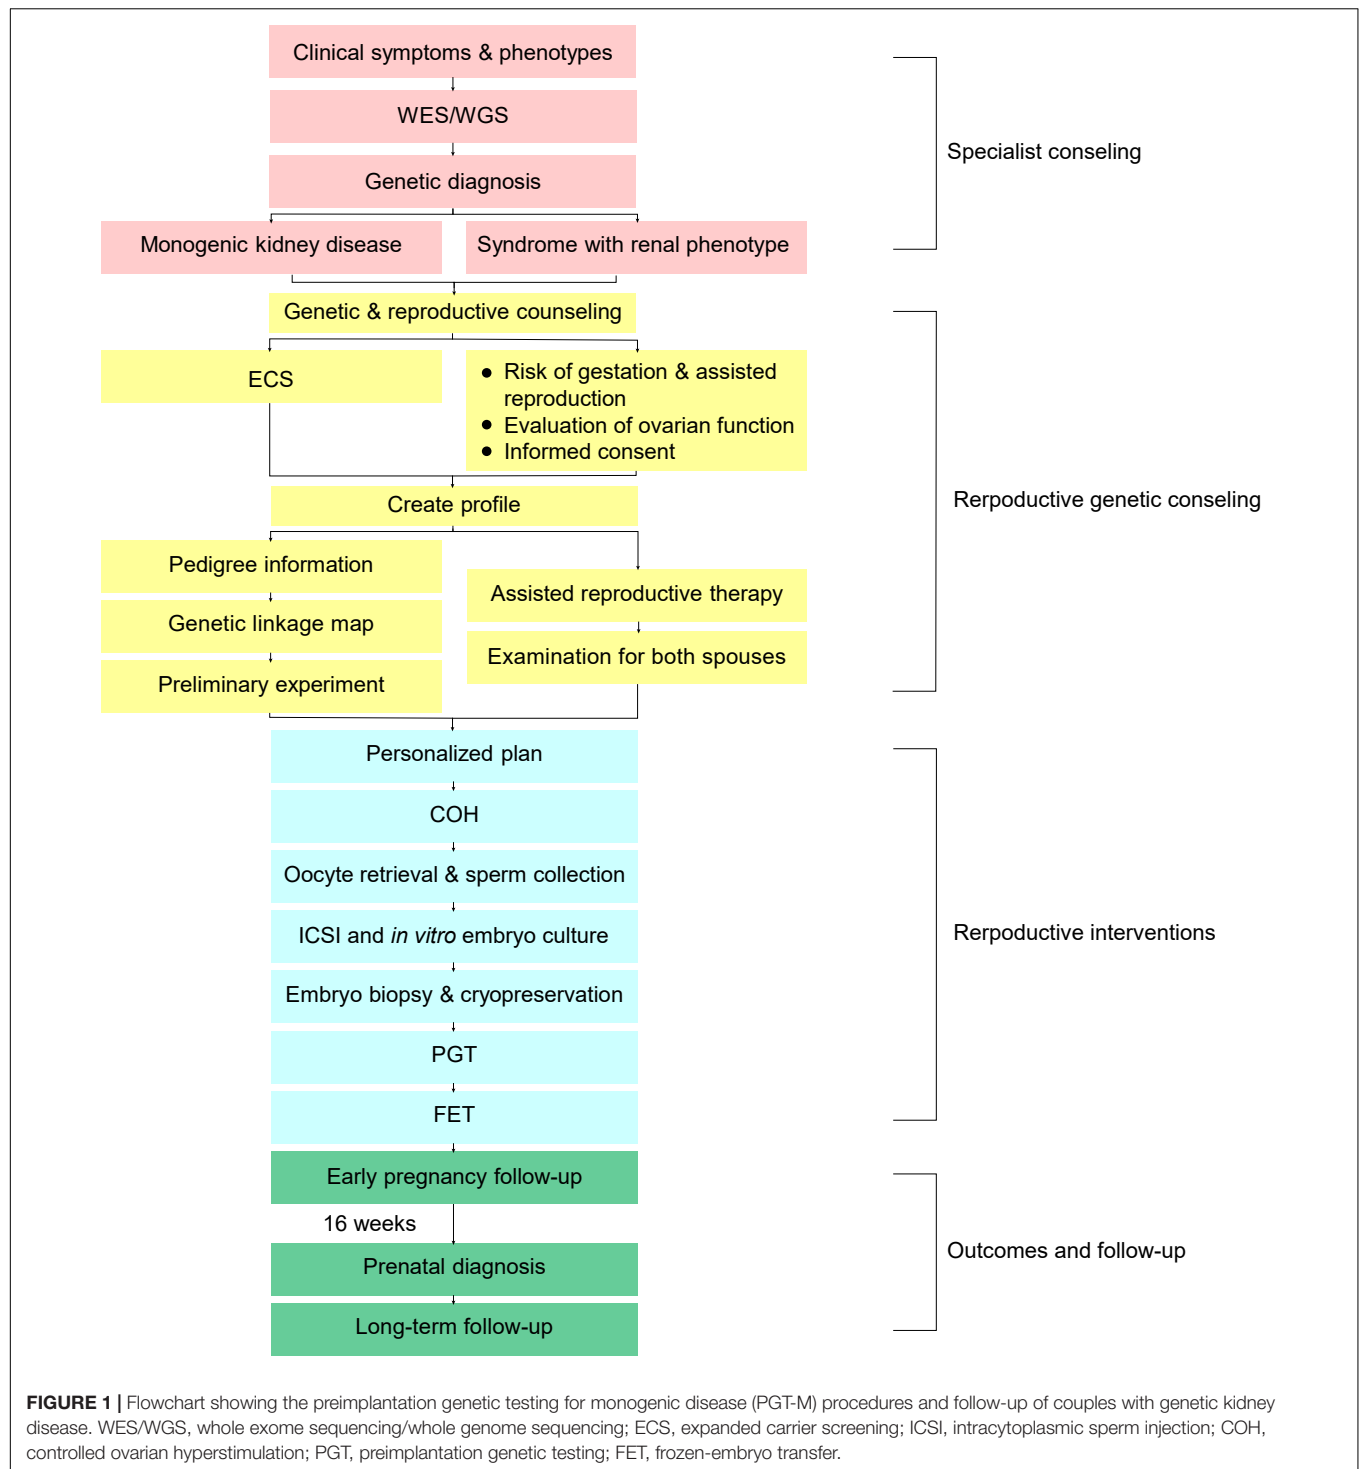 Clinical symptoms & phenotypes
WES/WGS
Genetic diagnosis
Monogenic kidney disease
Syndrome with renal phenotype
Specialist conseling
Genetic & reproductive counseling
ECS
● Risk of gestation & assisted
reproduction
● Evaluation of ovarian function
● Informed consent
Create profile
Pedigree information
Genetic linkage map
Preliminary experiment
Assisted reproductive therapy
Examination for both spouses
Rerpoductive genetic conseling
Personalized plan
COH
Oocyte retrieval & sperm collection
ICSI and in vitro embryo culture
Embryo biopsy & cryopreservation
PGT
FET
Rerpoductive interventions
Early pregnancy follow-up
16 weeks
Prenatal diagnosis
Long-term follow-up
Outcomes and follow-up
FIGURE 1 | Flowchart showing the preimplantation genetic testing for monogenic disease (PGT-M) procedures and follow-up of couples with genetic kidney
disease. WES/WGS, whole exome sequencing/whole genome sequencing; ECS, expanded carrier screening; ICSI, intracytoplasmic sperm injection; COH,
controlled ovarian hyperstimulation; PGT, preimplantation genetic testing; FET, frozen-embryo transfer.